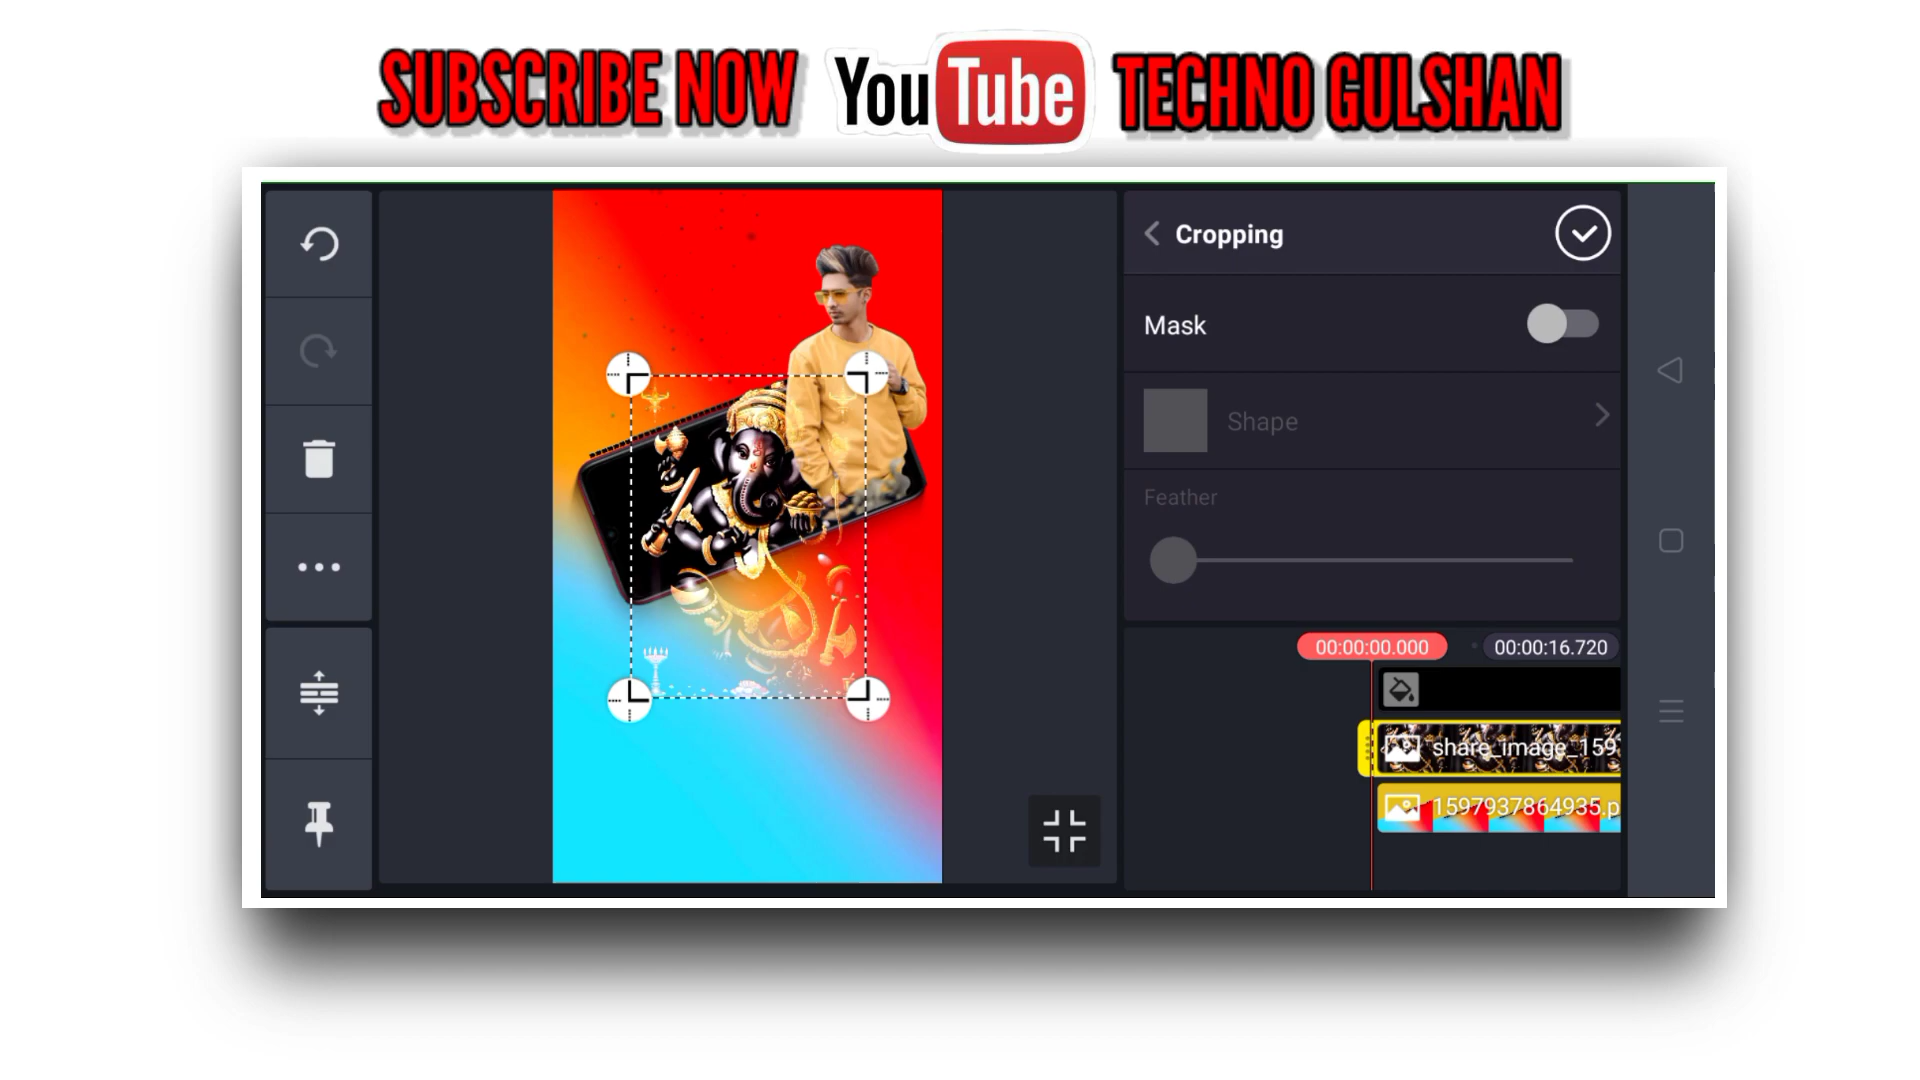 SUBSCRIBE NOW YouTube TECHNO GULSHAN
Cropping
Mask
Shape
Feather
00:00:00.000 00:00:16.720
share_image_159
1597937864935.p